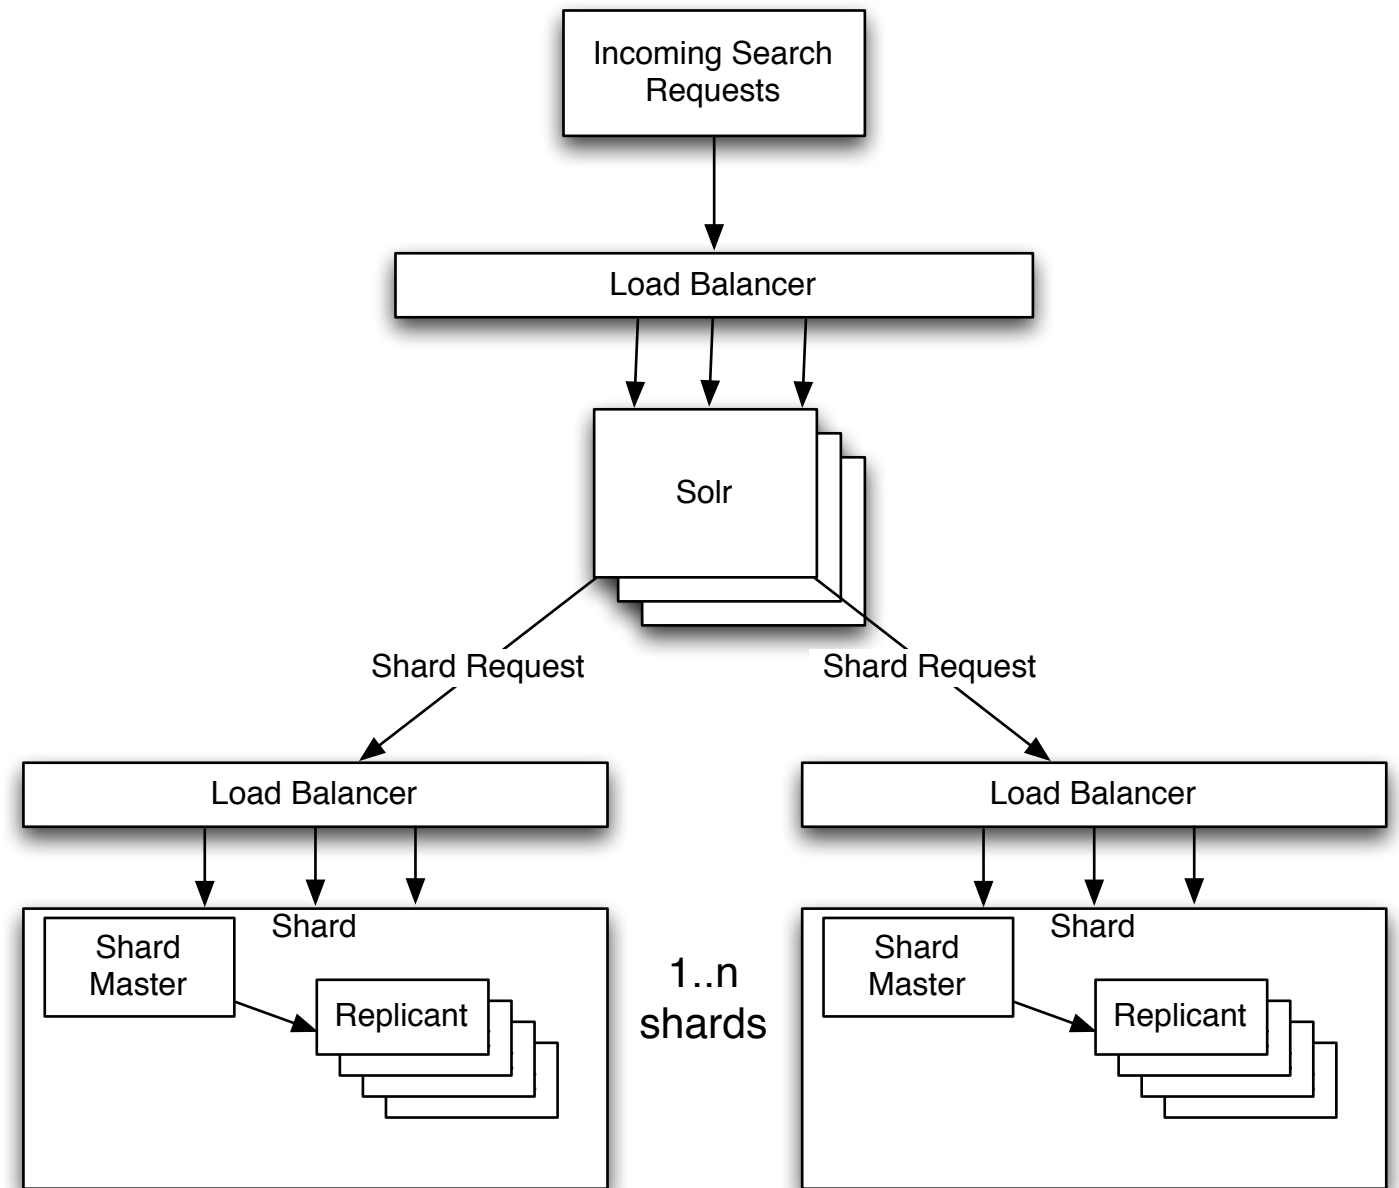 Incoming Search
Requests
Load Balancer
Solr
Shard Request
Shard Request
Load Balancer
Load Balancer
Shard
Shard
Master
Replicant
1..n
shards
Shard
Shard
Master
Replicant